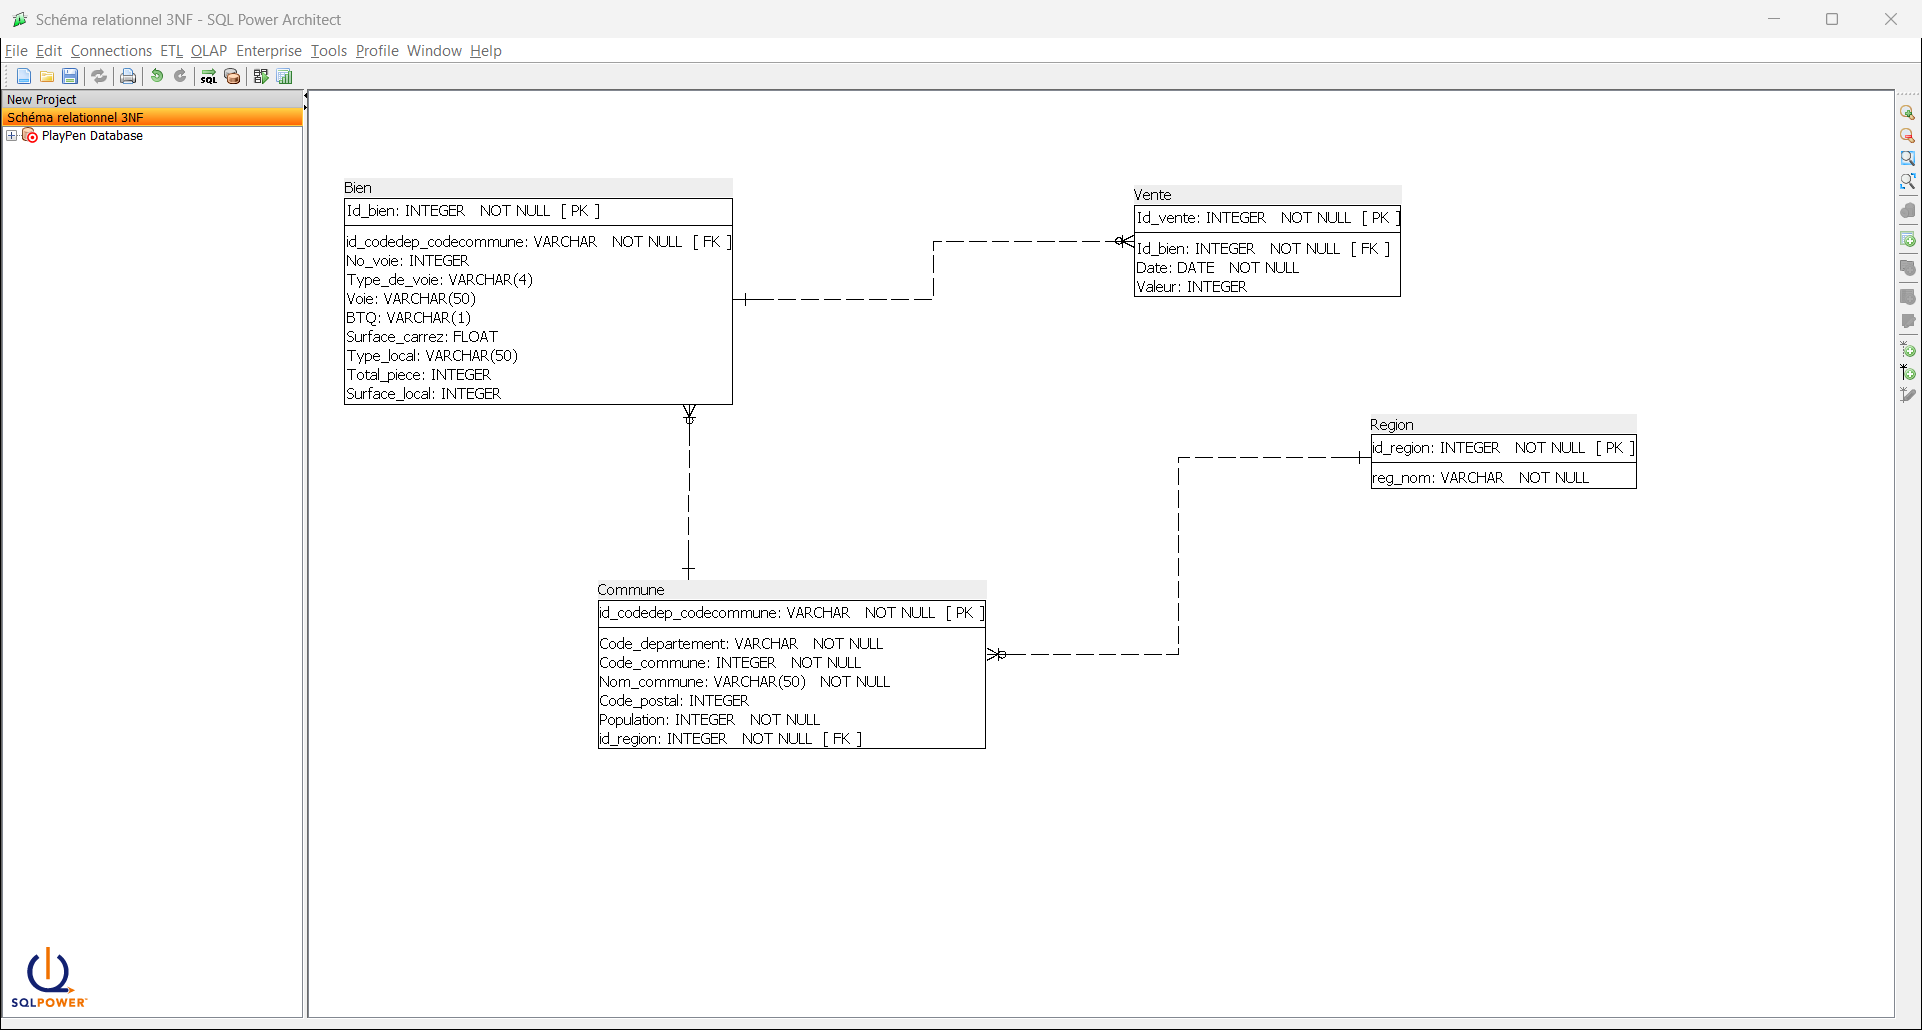 Schéma relationnel 3NF - SQL Power Architect
File Edit Connections ETL OLAP Enterprise Tools Profile Window Help
SQL
New Project
Schéma relationnel 3NF
PlayPen Database
Bien
Id_bien: INTEGER NOT NULL [ PK ]
id_codedep_codecommune: VARCHAR NOT NULL [ FK ]
No_voie: INTEGER
Type_de_voie: VARCHAR(4)
Voie: VARCHAR(50)
BTQ: VARCHAR(1)
Surface_carrez: FLOAT
Type_local: VARCHAR(50)
Total_piece: INTEGER
Surface_local: INTEGER
Vente
Id_vente: INTEGER NOT NULL [ PK ]
Id_bien: INTEGER NOT NULL [ FK ]
Date: DATE NOT NULL
Valeur: INTEGER
Region
id_region: INTEGER NOT NULL [ PK ]
reg_nom: VARCHAR NOT NULL
Commune
id_codedep_codecommune: VARCHAR NOT NULL [ PK ]
Code_departement: VARCHAR NOT NULL
Code_commune: INTEGER NOT NULL
Nom_commune: VARCHAR(50) NOT NULL
Code_postal: INTEGER
Population: INTEGER NOT NULL
id_region: INTEGER NOT NULL [ FK ]
SQLPOWER